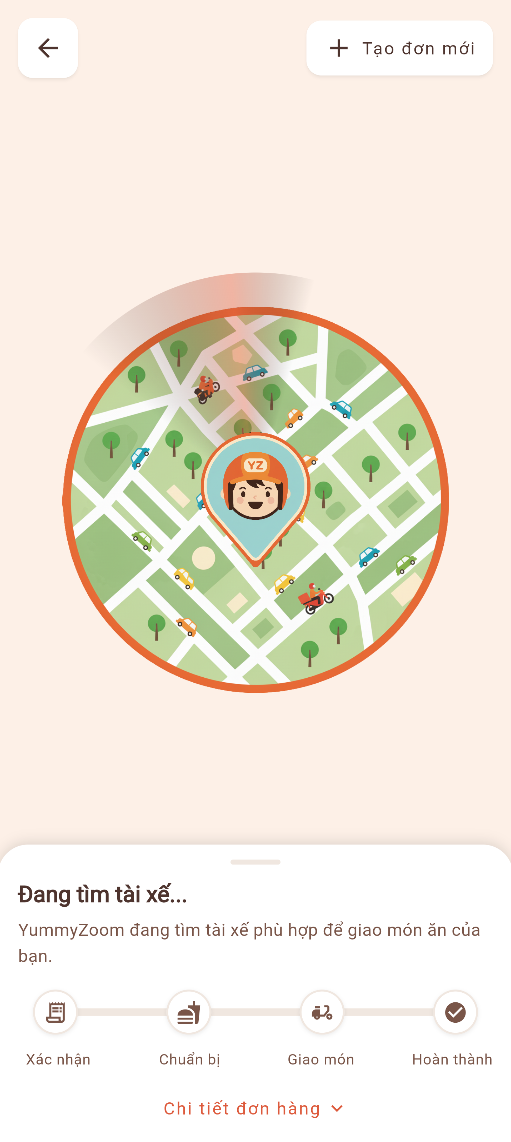 Tạo đơn mới
YZ
Đang tìm tài xế...
YummyZoom đang tìm tài xế phù hợp để giao món ăn của
bạn.
Xác nhận
Chuẩn bị
Giao món
Hoàn thành
Chi tiết đơn hàng